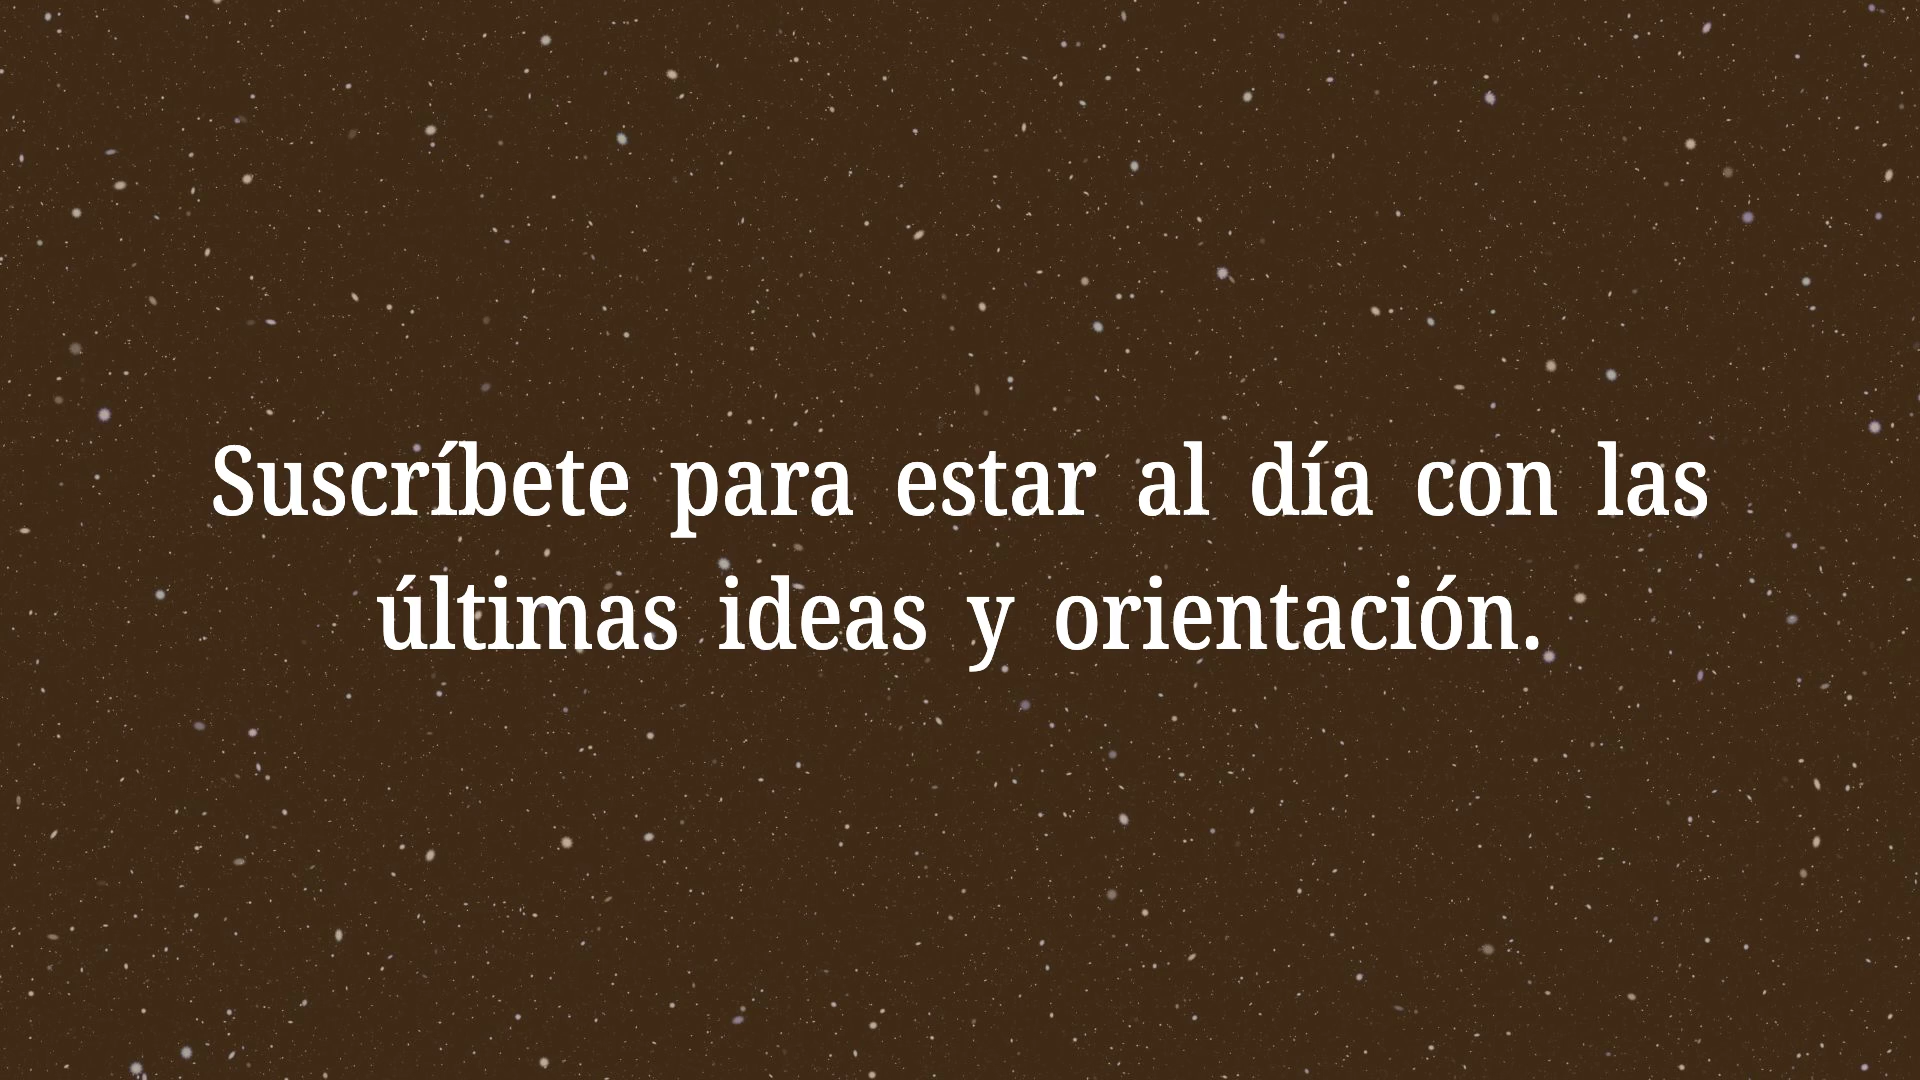 Suscríbete para estar al día con las
últimas ideas y orientación.